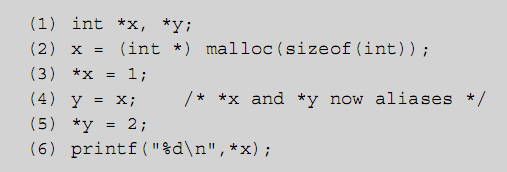 (1) int *x, *y;
(2) x = (int *) malloc(sizeof(int));
(3) *x = 1;
(4) y = x; /* *x and *y now aliases */
(5) *y = 2;
(6) printf("%d\n",*x);